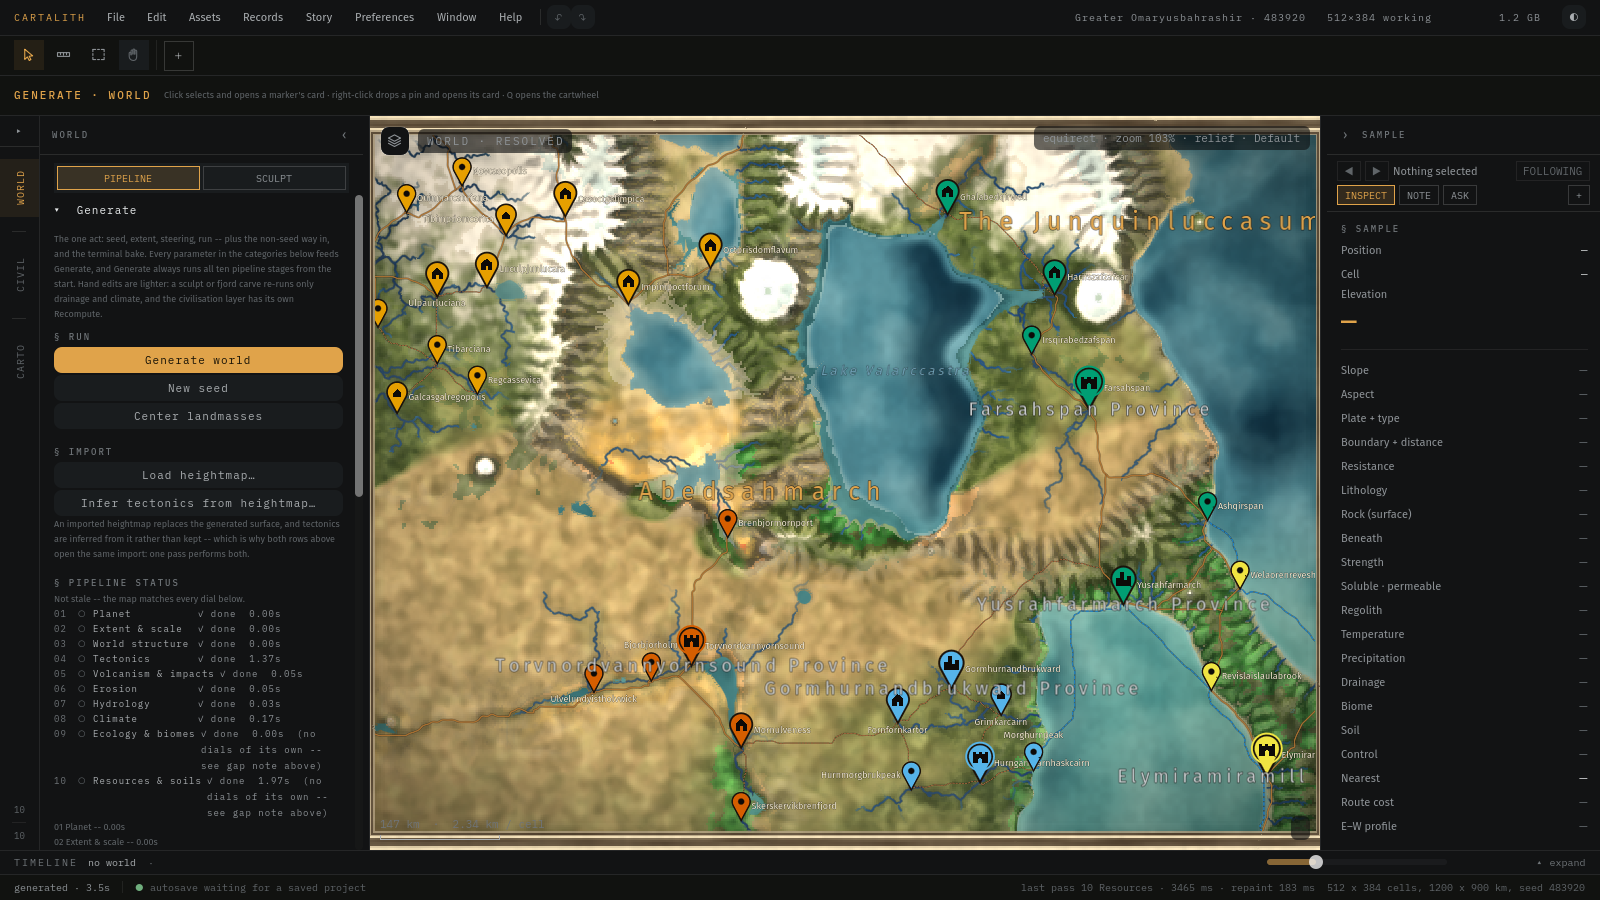 CARTALITH File Edit Assets Records Story Preferences Window Help
Greater Omaryusbahrashir · 483920 512×384 working 1.2 GB
GENERATE · WORLD Click selects and opens a marker's card · right-click drops a pin and opens its card · Q opens the cartwheel
WORLD
CIVIL
CARTO
10
10
WORLD
PIPELINE SCULPT
Generate
The one act: seed, extent, steering, run -- plus the non-seed way in,
and the terminal bake. Every parameter in the categories below feeds
Generate, and Generate always runs all ten pipeline stages from the
start. Hand edits are lighter: a sculpt or fjord carve re-runs only
drainage and climate, and the civilisation layer has its own
Recompute.
§ RUN
Generate world
New seed
Center landmasses
§ IMPORT
Load heightmap…
Infer tectonics from heightmap…
An imported heightmap replaces the generated surface, and tectonics
are inferred from it rather than kept -- which is why both rows above
open the same import: one pass performs both.
§ PIPELINE STATUS
Not stale -- the map matches every dial below.
01 ○ Planet ✓ done 0.00s
02 ○ Extent & scale ✓ done 0.00s
03 ○ World structure ✓ done 0.00s
04 ○ Tectonics ✓ done 1.37s
05 ○ Volcanism & impacts ✓ done 0.05s
06 ○ Erosion ✓ done 0.05s
07 ○ Hydrology ✓ done 0.03s
08 ○ Climate ✓ done 0.17s
09 ○ Ecology & biomes ✓ done 0.00s (no
dials of its own --
see gap note above)
10 ○ Resources & soils ✓ done 1.97s (no
dials of its own --
see gap note above)
01 Planet -- 0.00s
02 Extent & scale -- 0.00s
WORLD · RESOLVED
equirect · zoom 103% · relief · Default
The Junquinluccasum
Octorisdomflavum
Ulpaurluciana
Tibarciana
Regcassevica
Galcasgalregopolis
Lake Valsrccastra
Irsqirabedzafspan
Farsahspan
Farsahspan Province
Abedsahmarch
Brenbjornornport
Ashqirspan
Yusrahfarmarch
Yusrahfarmarch Province
Torvnordvannyornsound
Torvnordvannyornsound Province
Gormhurnandbrukward
Gormhurnandbrukward Province
Fornfornkartor
Grimkarcairn
Revislaislaulabrook
Hurnmorgbrickpeak
Skerskervikbrenfjord
Elymiramiramill
SAMPLE
Nothing selected FOLLOWING
INSPECT NOTE ASK +
§ SAMPLE
Position —
Cell —
Elevation
—
Slope —
Aspect —
Plate + type —
Boundary + distance —
Resistance —
Lithology —
Rock (surface) —
Beneath —
Strength —
Soluble · permeable —
Regolith —
Temperature —
Precipitation —
Drainage —
Biome —
Soil —
Control —
Nearest —
Route cost —
E–W profile —
TIMELINE no world ·
expand
generated · 3.5s autosave waiting for a saved project
last pass 10 Resources · 3465 ms · repaint 183 ms 512 x 384 cells, 1200 x 900 km, seed 483920